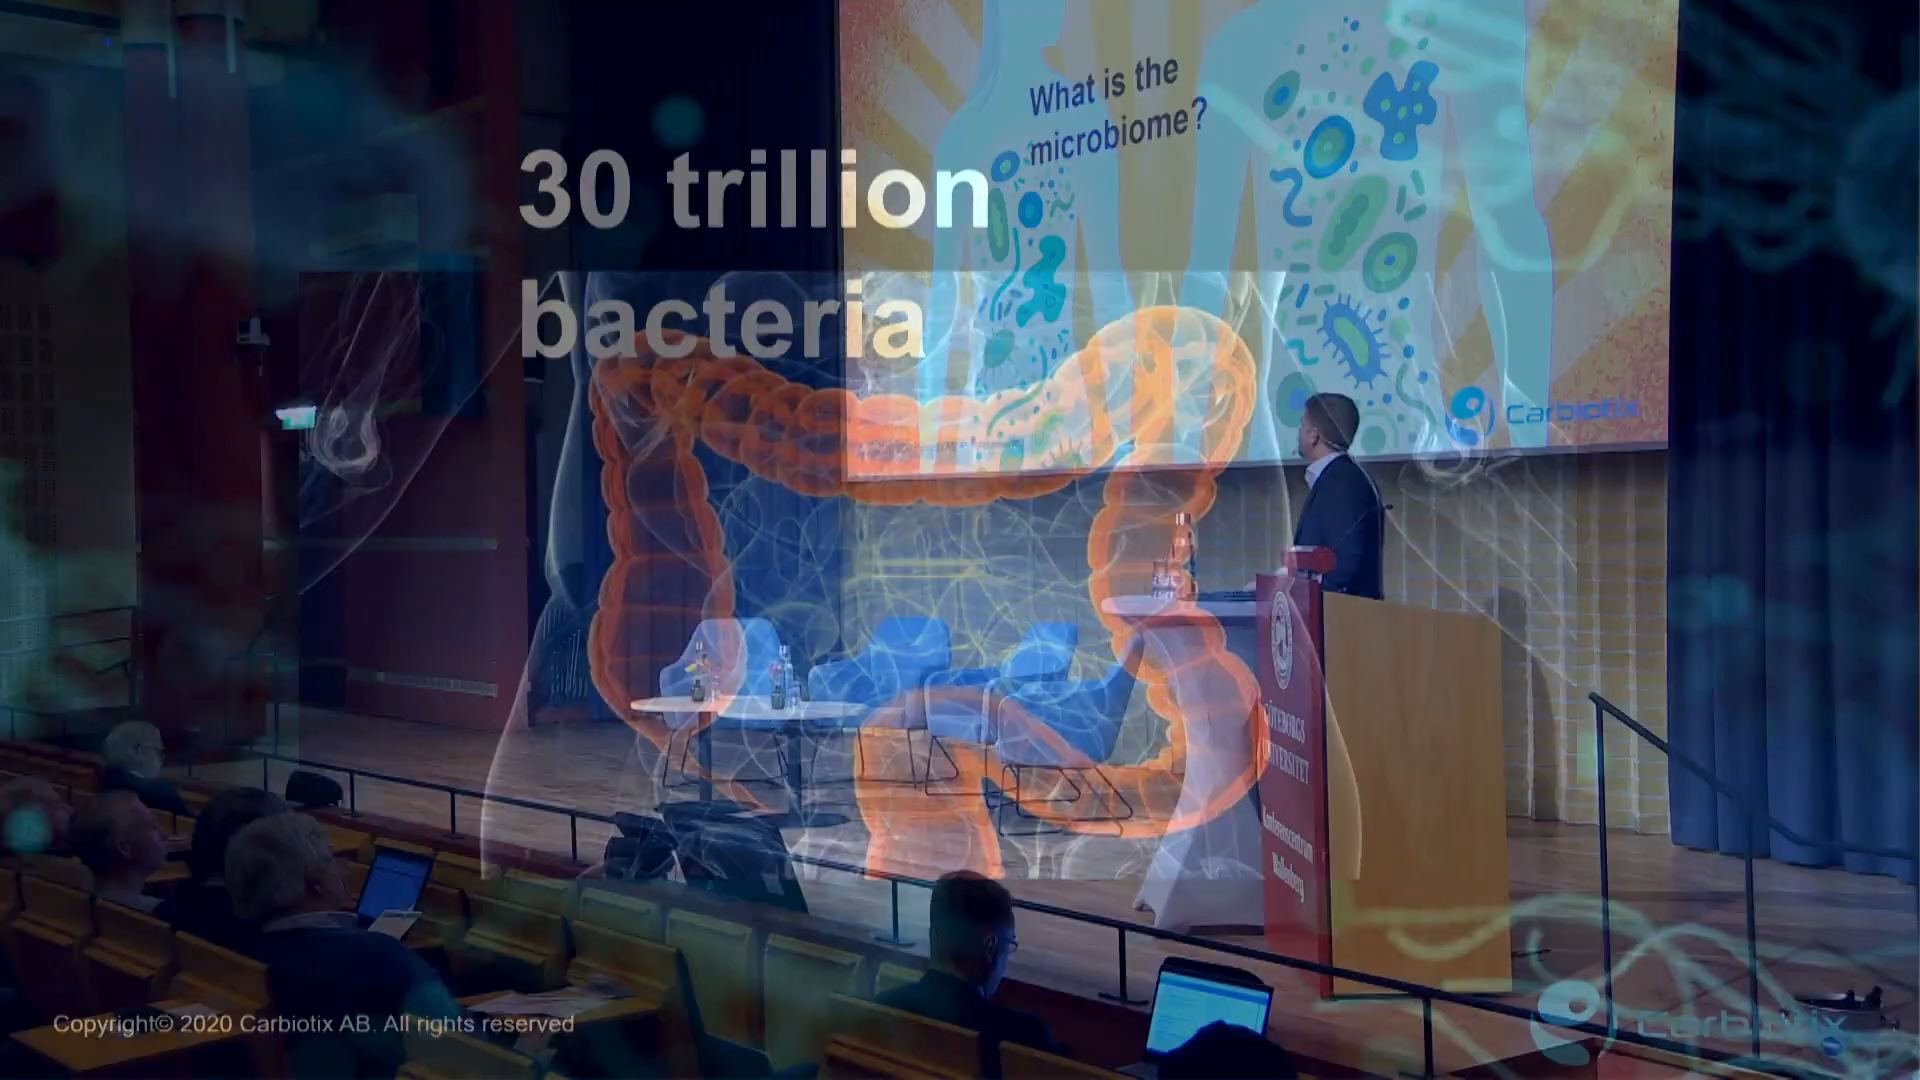 What is the
microbiome?
30 trillion
bacteria
Carbiotix
GÖTEBORGS
UNIVERSITET
Konferenscentrum
Wallenberg
Copyright© 2020 Carbiotix AB. All rights reserved
Carbiotix